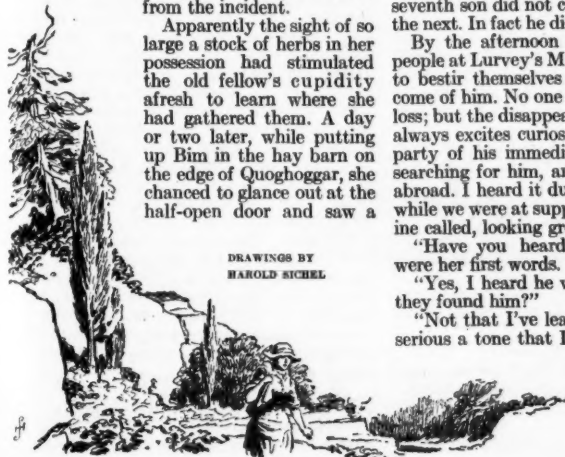 from the incident.
Apparently the sight of so
large a stock of herbs in her
possession had stimulated
the old fellow's cupidity
afresh to learn where she
had gathered them. A day
or two later, while putting
up Bim in the hay barn on
the edge of Quoghoggar, she
chanced to glance out at the
half-open door and saw a
DRAWINGS BY
HAROLD SICHEL
seventh son did not c
the next. In fact he di
By the afternoon
people at Lurvey's M
to bestir themselves
come of him. No one
loss; but the disappea
always excites curios
party of his immedi
searching for him, a
abroad. I heard it du
while we were at supp
ine called, looking gr
"Have you heard
were her first words.
"Yes, I heard he v
they found him?"
"Not that I've lea
serious a tone that I